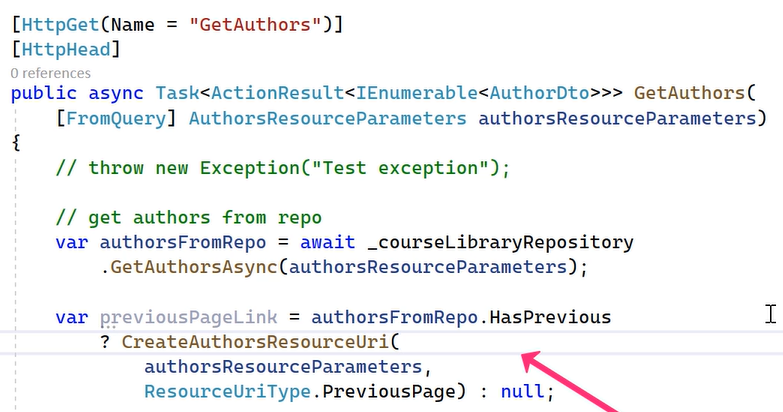 [HttpGet(Name = "GetAuthors")]
[HttpHead]
0 references
public async Task<ActionResult<IEnumerable<AuthorDto>>> GetAuthors(
[FromQuery] AuthorsResourceParameters authorsResourceParameters)
{
// throw new Exception("Test exception");
// get authors from repo
var authorsFromRepo = await _courseLibraryRepository
.GetAuthorsAsync(authorsResourceParameters);
var previousPageLink = authorsFromRepo.HasPrevious
? CreateAuthorsResourceUri(
authorsResourceParameters,
ResourceUriType.PreviousPage) : null;